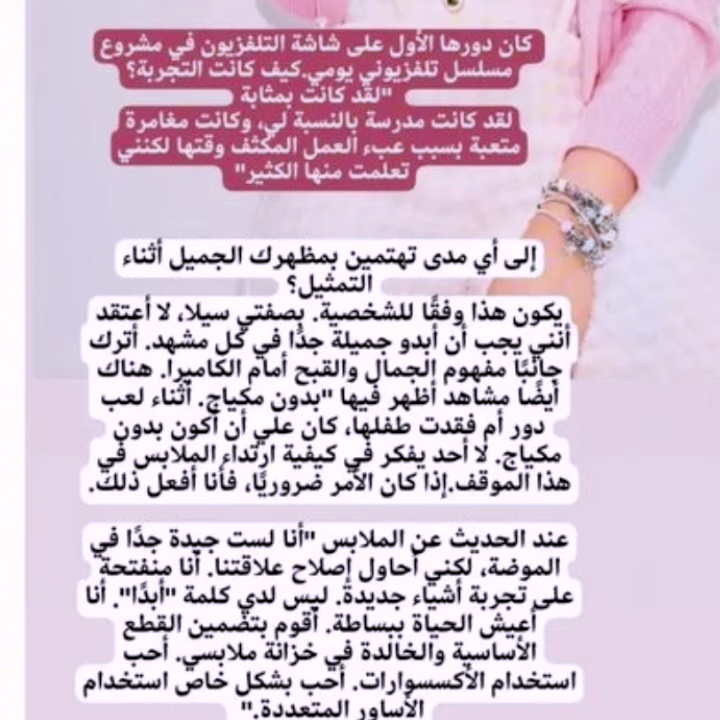 كان دورها الأول على شاشة التلفزيون في مشروع
مسلسل تلفزيوني يومي.كيف كانت التجربة؟
"لقد كانت بمثابة
لقد كانت مدرسة بالنسبة لي، وكانت مغامرة
متعبة بسبب عبء العمل المكثف وقتها لكنني
تعلمت منها الكثير"
إلى أي مدى تهتمين بمظهرك الجميل أثناء
التمثيل؟
يكون هذا وفقًا للشخصية. بصفتي سيلا، لا أعتقد
أنني يجب أن أبدو جميلة جدًا في كل مشهد. أترك
جانبًا مفهوم الجمال والقبح أمام الكاميرا. هناك
أيضًا مشاهد أظهر فيها "بدون مكياج. أثناء لعب
دور أم فقدت طفلها، كان علي أن أكون بدون
مكياج. لا أحد يفكر في كيفية ارتداء الملابس في
هذا الموقف.إذا كان الأمر ضروريًا، فأنا أفعل ذلك.
عند الحديث عن الملابس "أنا لست جيدة جدًا في
الموضة، لكني أحاول إصلاح علاقتنا. أنا منفتحة
على تجربة أشياء جديدة. ليس لدي كلمة "أبدًا". أنا
أعيش الحياة ببساطة. أقوم بتضمين القطع
الأساسية والخالدة في خزانة ملابسي. أحب
استخدام الأكسسوارات. أحب بشكل خاص استخدام
الأساور المتعددة."